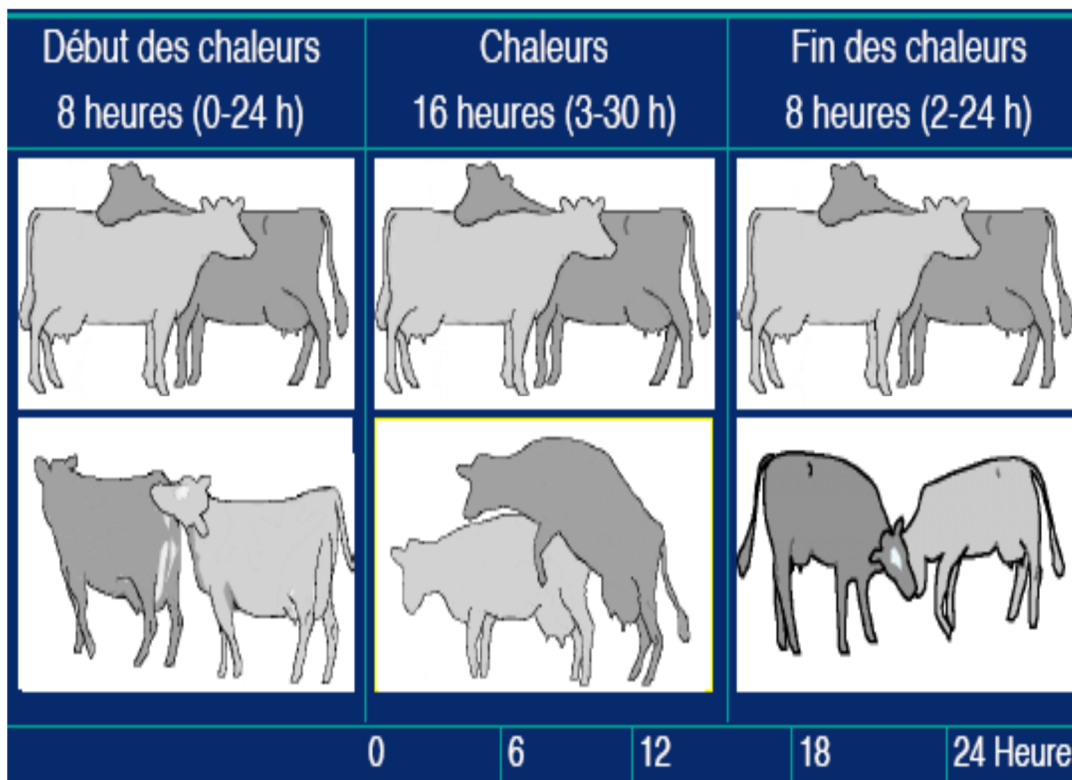 Début des chaleurs
8 heures (0-24 h)
Chaleurs
16 heures (3-30 h)
Fin des chaleurs
8 heures (2-24 h)
0 6 12 18 24 Heure